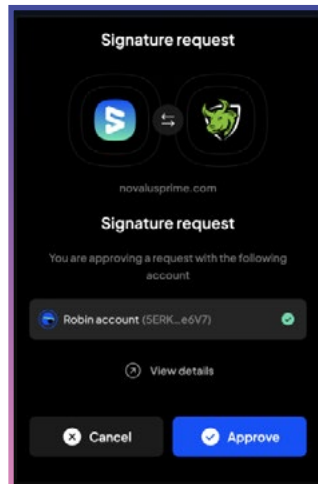 Signature request
novalusprime.com
Signature request
You are approving a request with the following
account
Robin account (5ERK...e6V7)
View details
Cancel
Approve